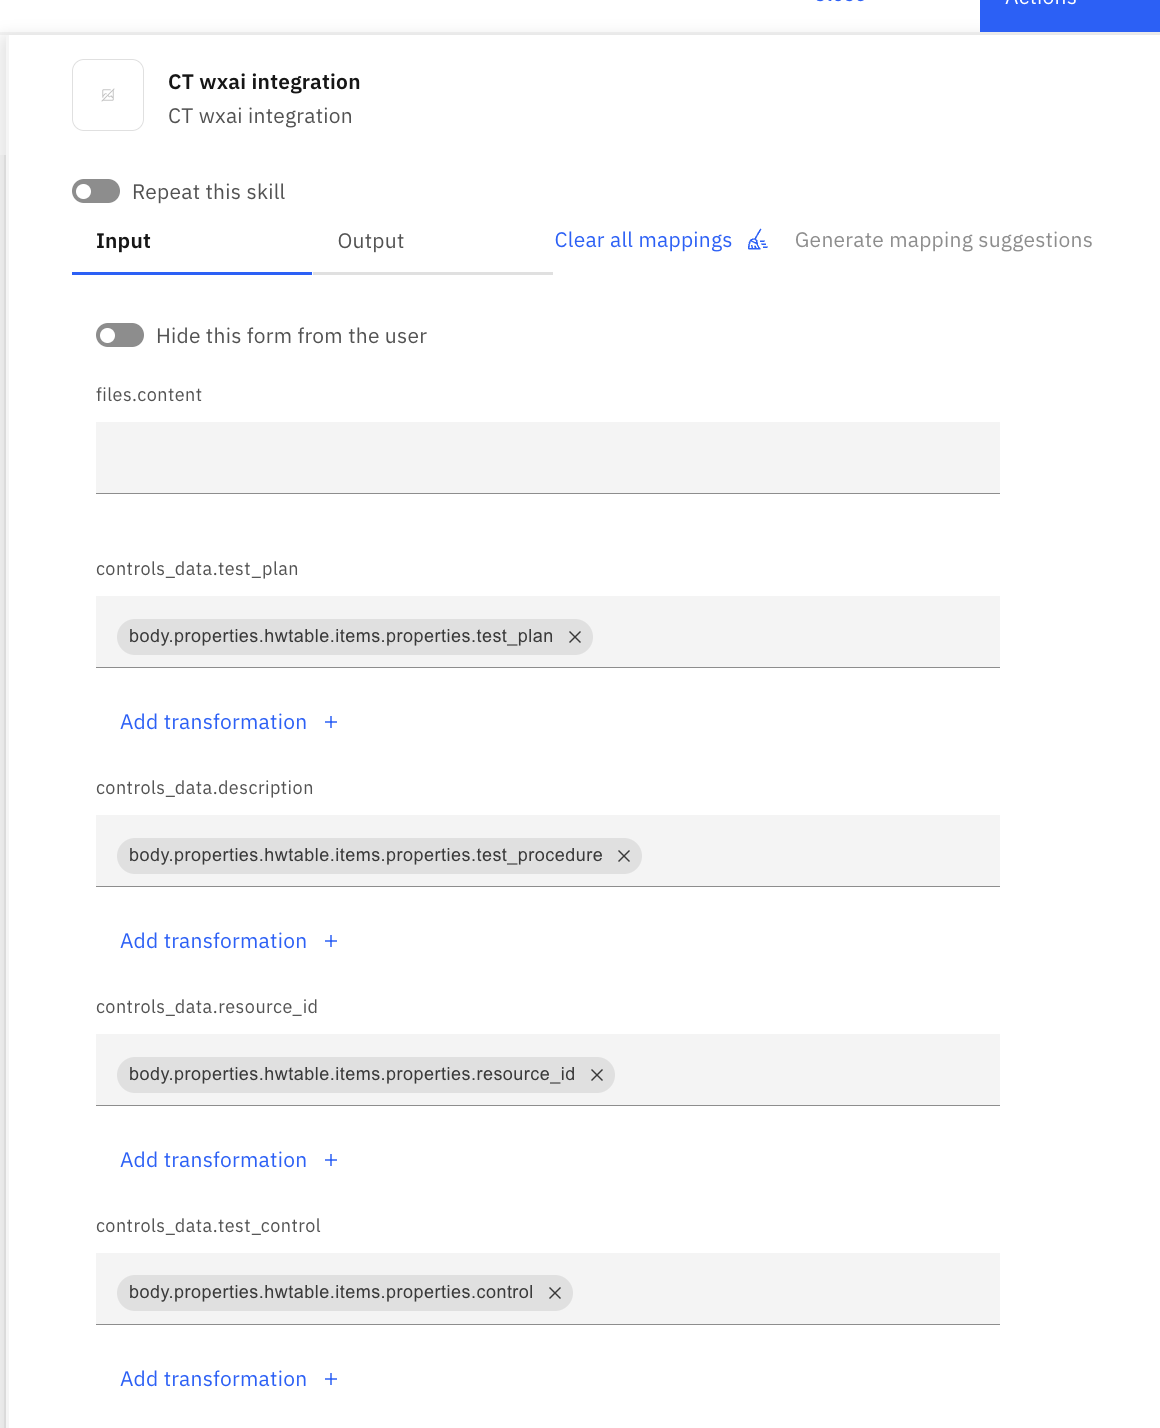 Actions
CT wxai integration
CT wxai integration
Repeat this skill
Input Output Clear all mappings Generate mapping suggestions
Hide this form from the user
files.content
controls_data.test_plan
body.properties.hwtable.items.properties.test_plan
Add transformation +
controls_data.description
body.properties.hwtable.items.properties.test_procedure
Add transformation +
controls_data.resource_id
body.properties.hwtable.items.properties.resource_id
Add transformation +
controls_data.test_control
body.properties.hwtable.items.properties.control
Add transformation +